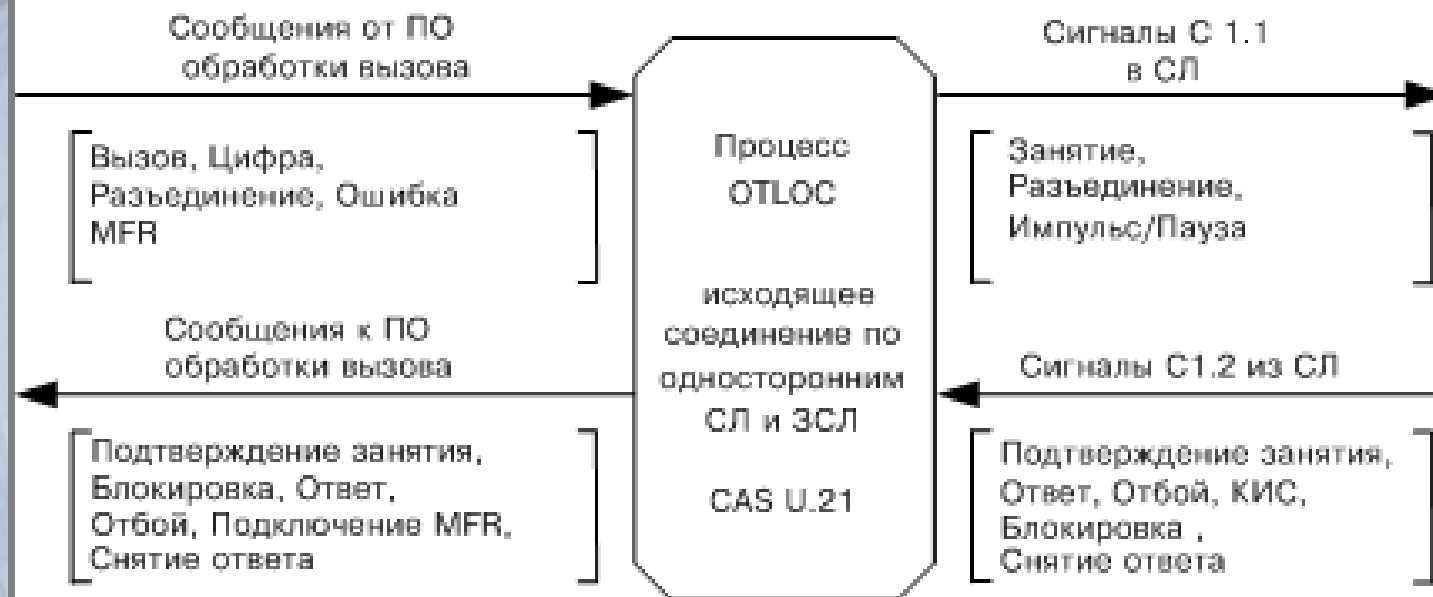 Сообщения от ПО
обработки вызова
Вызов, Цифра,
Разъединение, Ошибка
MFR
Сообщения к ПО
обработки вызова
Подтверждение занятия,
Блокировка, Ответ,
Отбой, Подключение MFR,
Снятие ответа
Процесс
OTLOC
исходящее
соединение по
односторонним
СЛ и ЗСЛ
CAS U.21
Сигналы С 1.1
в СЛ
Занятие,
Разъединение,
Импульс/Пауза
Сигналы С1.2 из СЛ
Подтверждение занятия,
Ответ, Отбой, КИС,
Блокировка ,
Снятие ответа